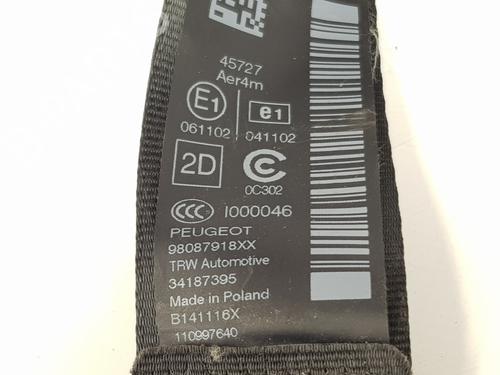 45727
Aer4m
E1 e1
061102 041102
2D
0C302
CCC I000046
PEUGEOT
98087918XX
TRW Automotive
34187395
Made in Poland
B141116X
110997640